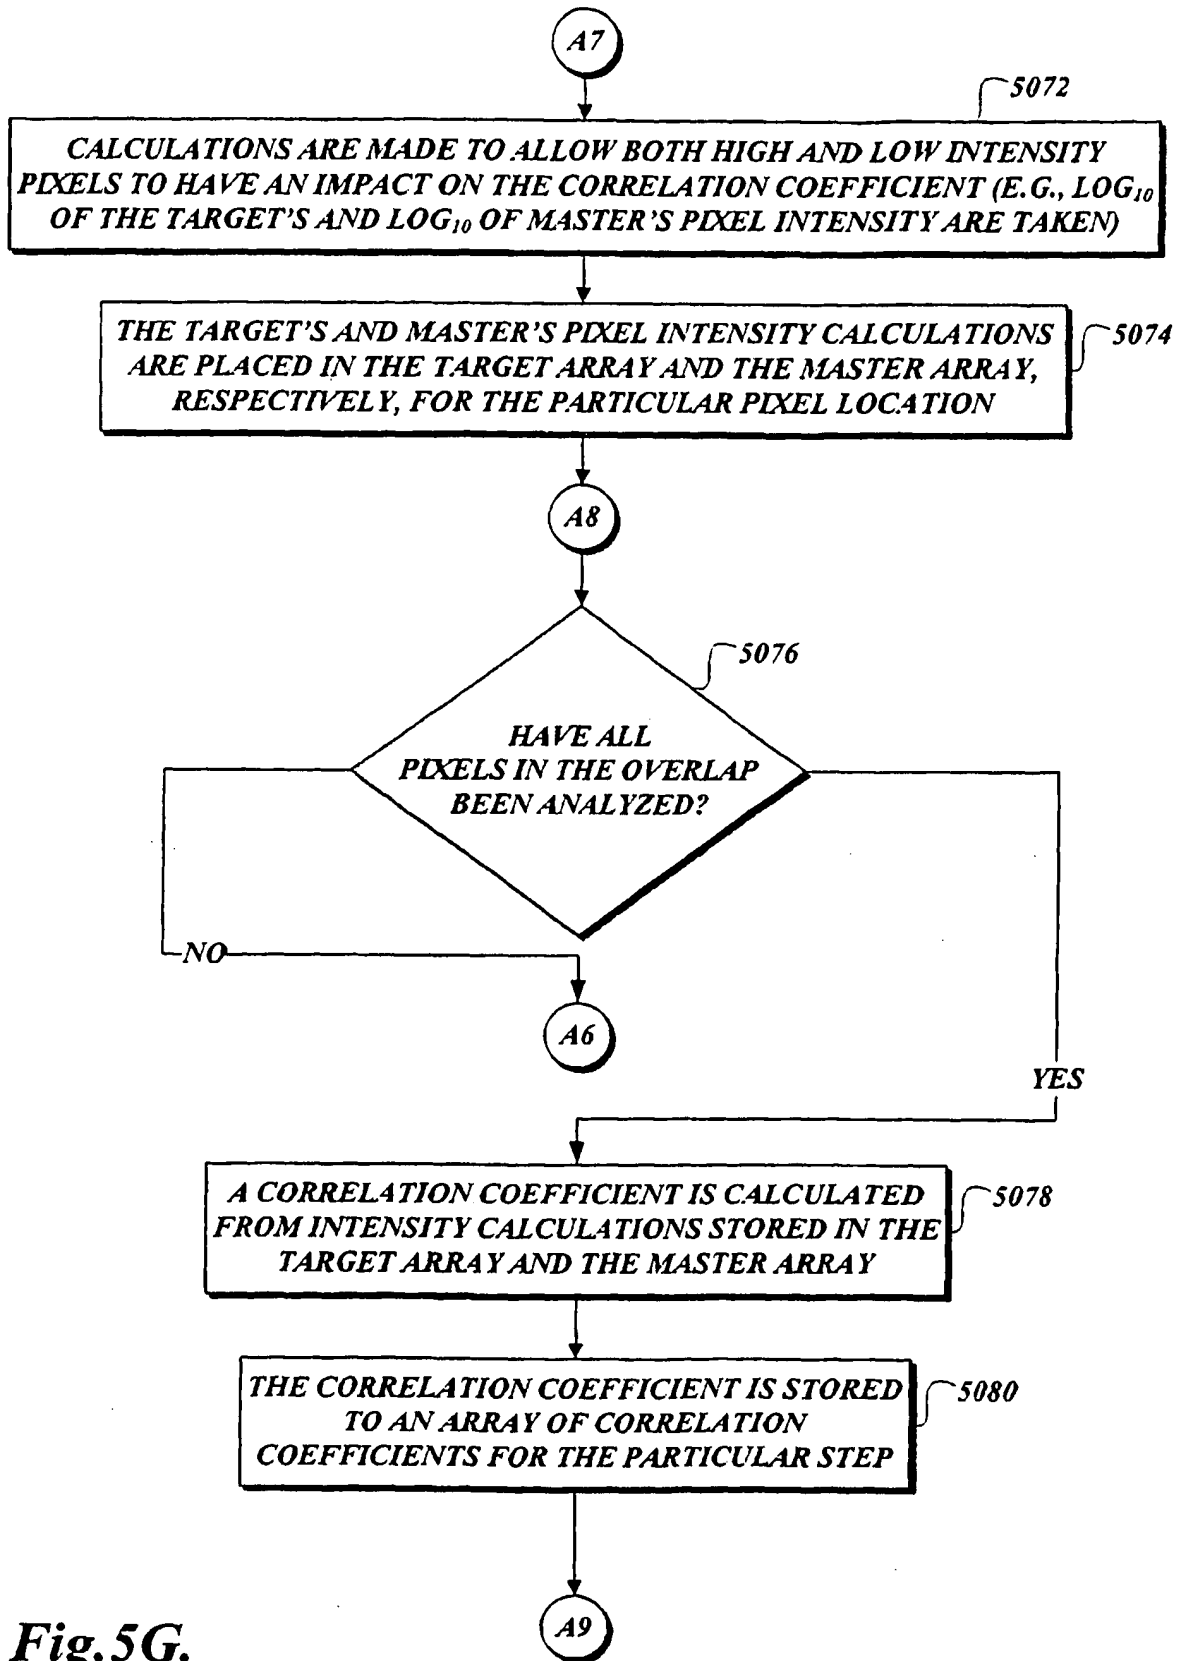 A7
5072
CALCULATIONS ARE MADE TO ALLOW BOTH HIGH AND LOW INTENSITY
PIXELS TO HAVE AN IMPACT ON THE CORRELATION COEFFICIENT (E.G., LOG₁₀
OF THE TARGET'S AND LOG₁₀ OF MASTER'S PIXEL INTENSITY ARE TAKEN)
THE TARGET'S AND MASTER'S PIXEL INTENSITY CALCULATIONS
ARE PLACED IN THE TARGET ARRAY AND THE MASTER ARRAY,
RESPECTIVELY, FOR THE PARTICULAR PIXEL LOCATION
5074
A8
5076
HAVE ALL
PIXELS IN THE OVERLAP
BEEN ANALYZED?
NO
A6
YES
A CORRELATION COEFFICIENT IS CALCULATED
FROM INTENSITY CALCULATIONS STORED IN THE
TARGET ARRAY AND THE MASTER ARRAY
5078
THE CORRELATION COEFFICIENT IS STORED
TO AN ARRAY OF CORRELATION
COEFFICIENTS FOR THE PARTICULAR STEP
5080
A9
Fig.5G.